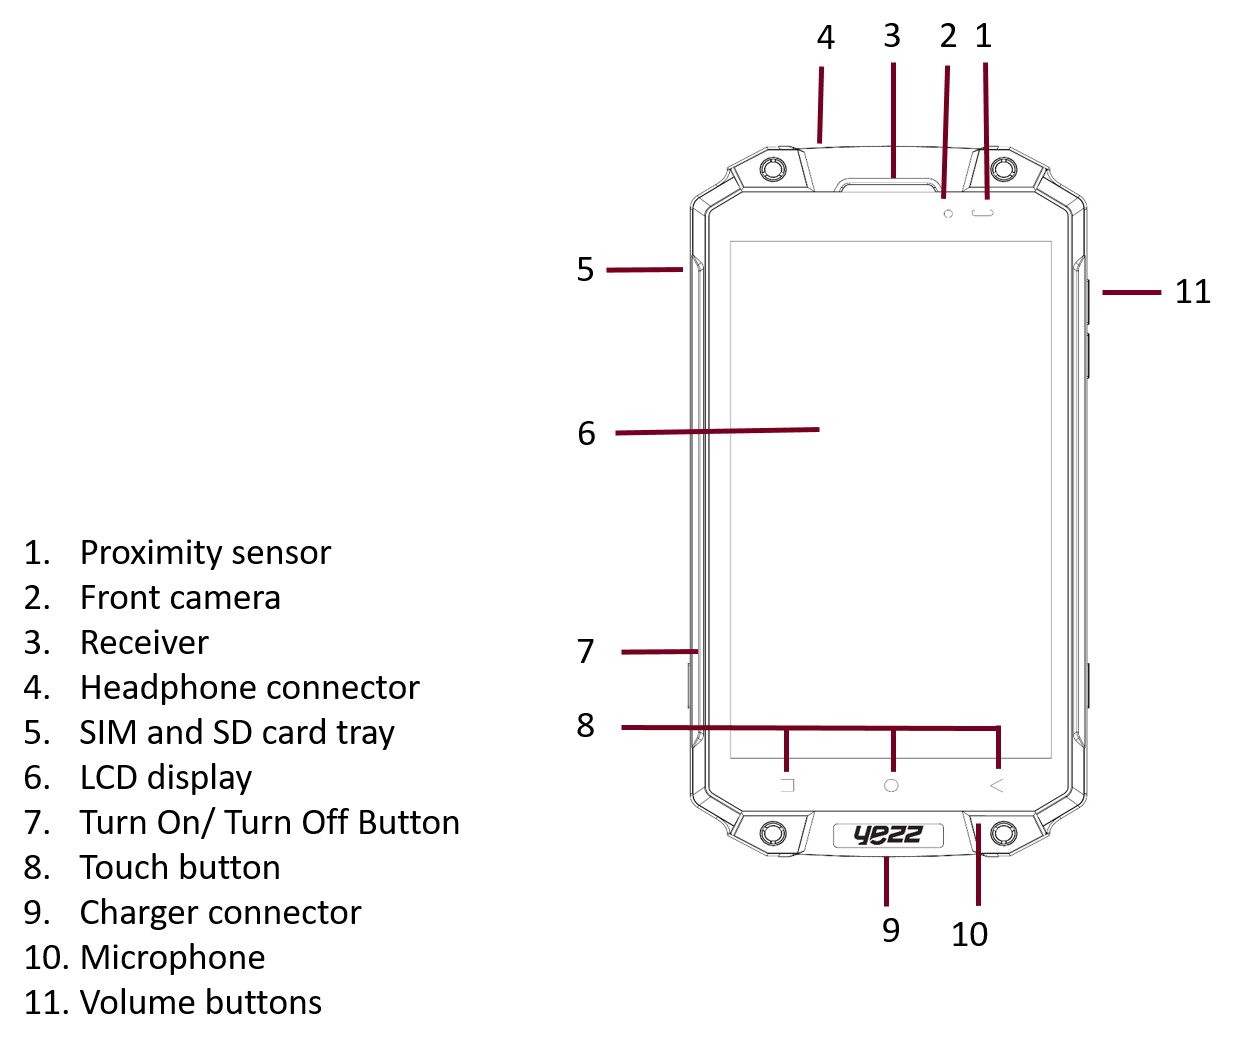 4 3 2 1
5
11
6
7
8
yezz
9 10
1. Proximity sensor
2. Front camera
3. Receiver
4. Headphone connector
5. SIM and SD card tray
6. LCD display
7. Turn On/ Turn Off Button
8. Touch button
9. Charger connector
10. Microphone
11. Volume buttons